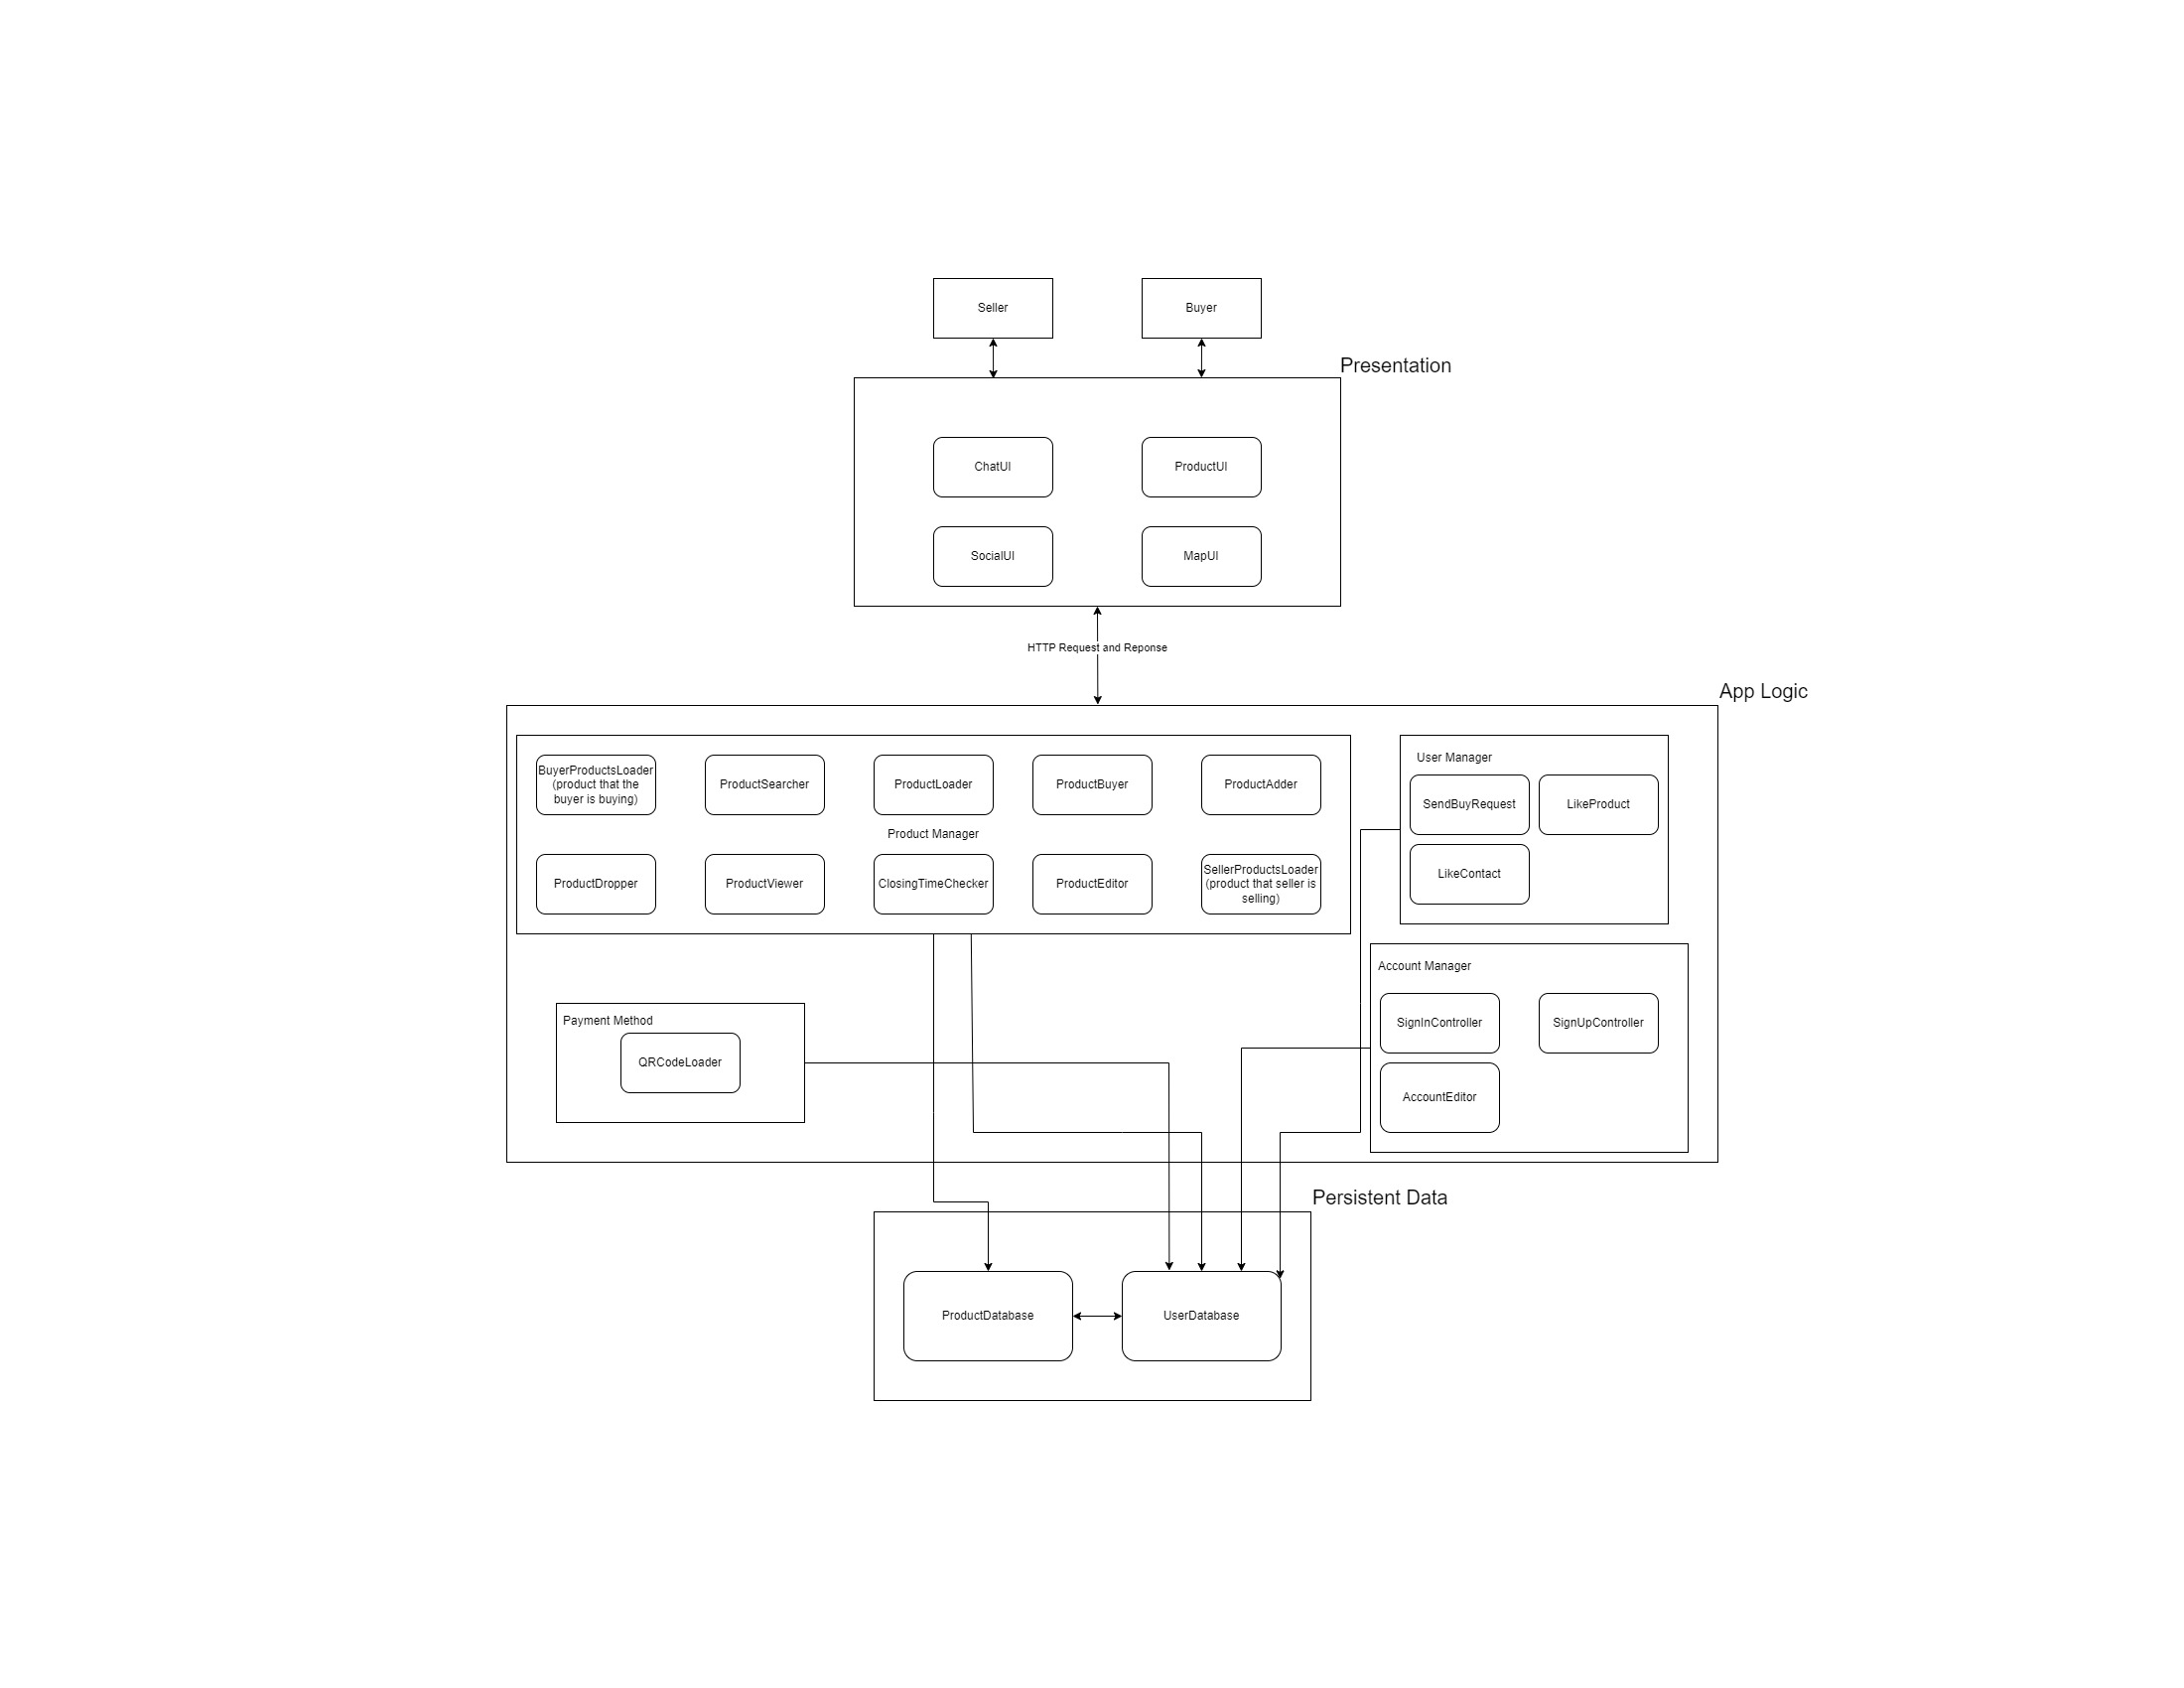 Seller
Buyer
Presentation
ChatUI
ProductUI
SocialUI
MapUI
HTTP Request and Reponse
App Logic
BuyerProductsLoader
(product that the
buyer is buying)
ProductSearcher
ProductLoader
ProductBuyer
ProductAdder
Product Manager
ProductDropper
ProductViewer
ClosingTimeChecker
ProductEditor
SellerProductsLoader
(product that seller is
selling)
User Manager
SendBuyRequest
LikeProduct
LikeContact
Account Manager
SignInController
SignUpController
AccountEditor
Payment Method
QRCodeLoader
Persistent Data
ProductDatabase
UserDatabase